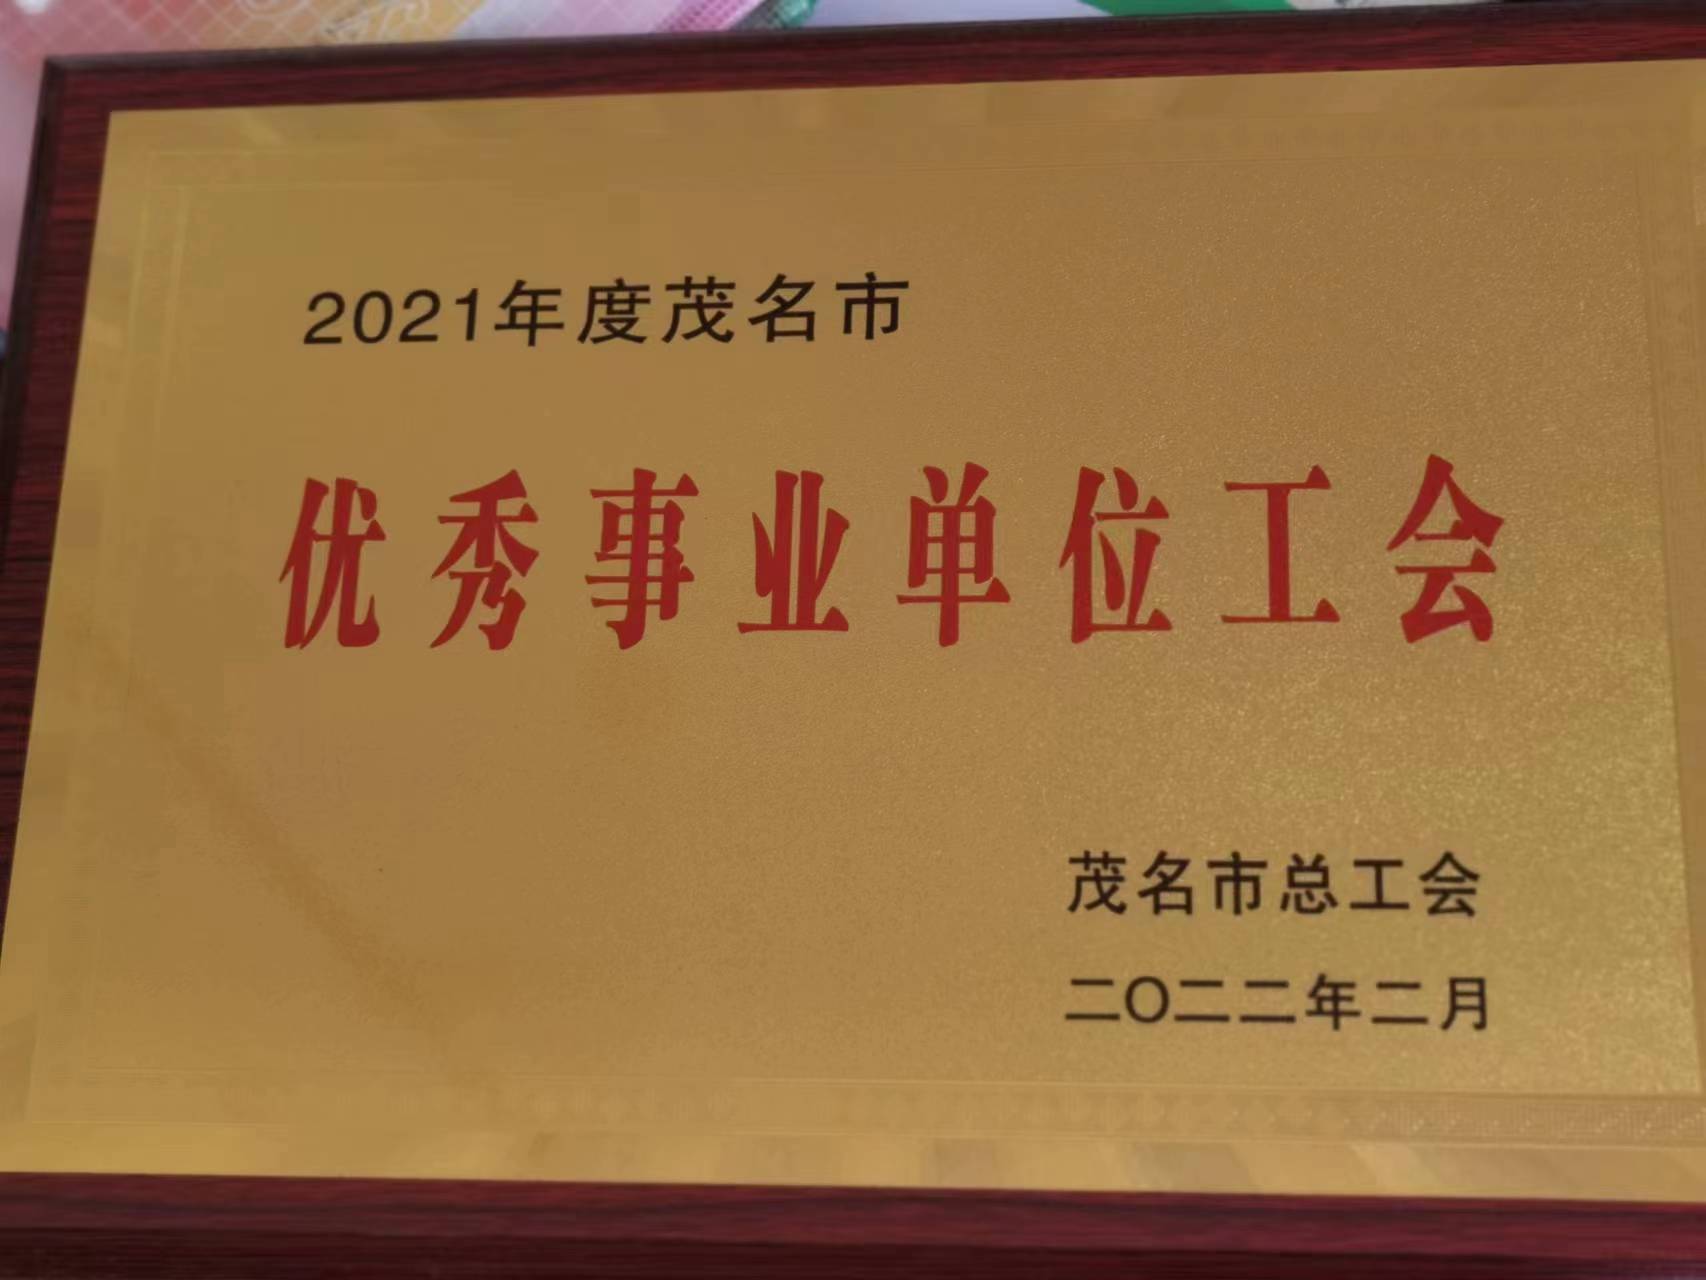 2021年度茂名市
优秀事业单位工会
茂名市总工会
二〇二二年二月